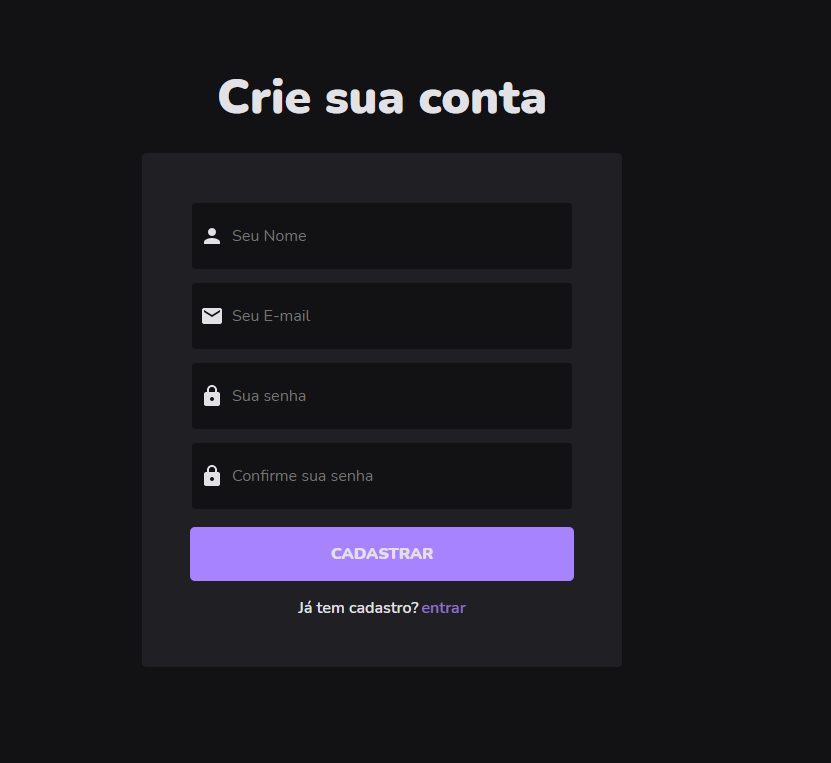 Crie sua conta
Seu Nome
Seu E-mail
Sua senha
Confirme sua senha
CADASTRAR
Já tem cadastro? entrar